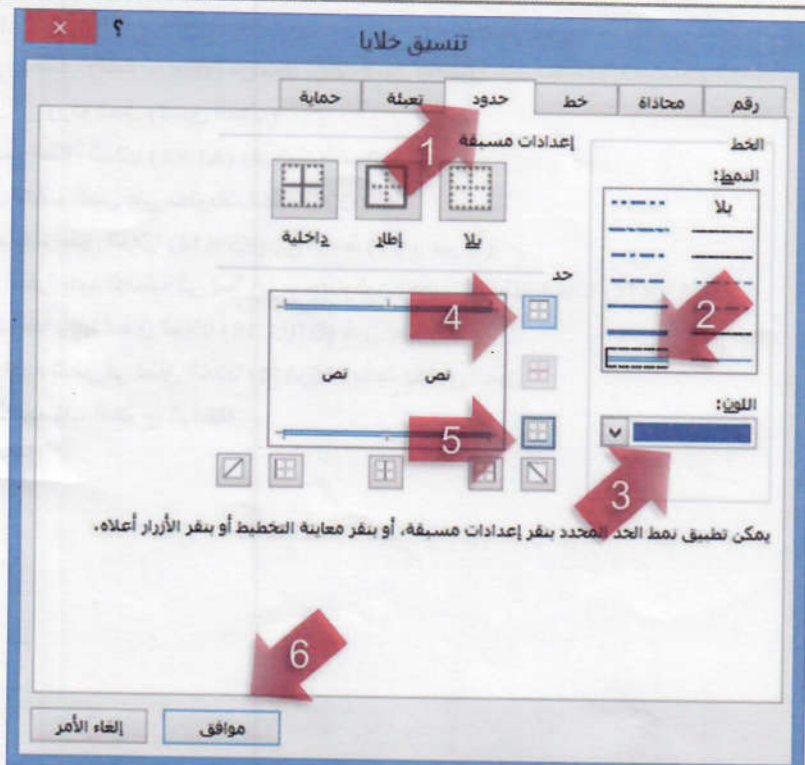 تنسيق خلايا
؟ ×
رقم محاذاة خط حدود تعبئة حماية
1
الخط
إعدادات مسبقة
النمط:
بلا
بلا إطار داخلية
حد
2
4
نص نص
اللون:
5
3
يمكن تطبيق نمط الحد المحدد بنقر إعدادات مسبقة، أو بنقر معاينة التخطيط أو بنقر الأزرار أعلاه.
6
موافق إلغاء الأمر